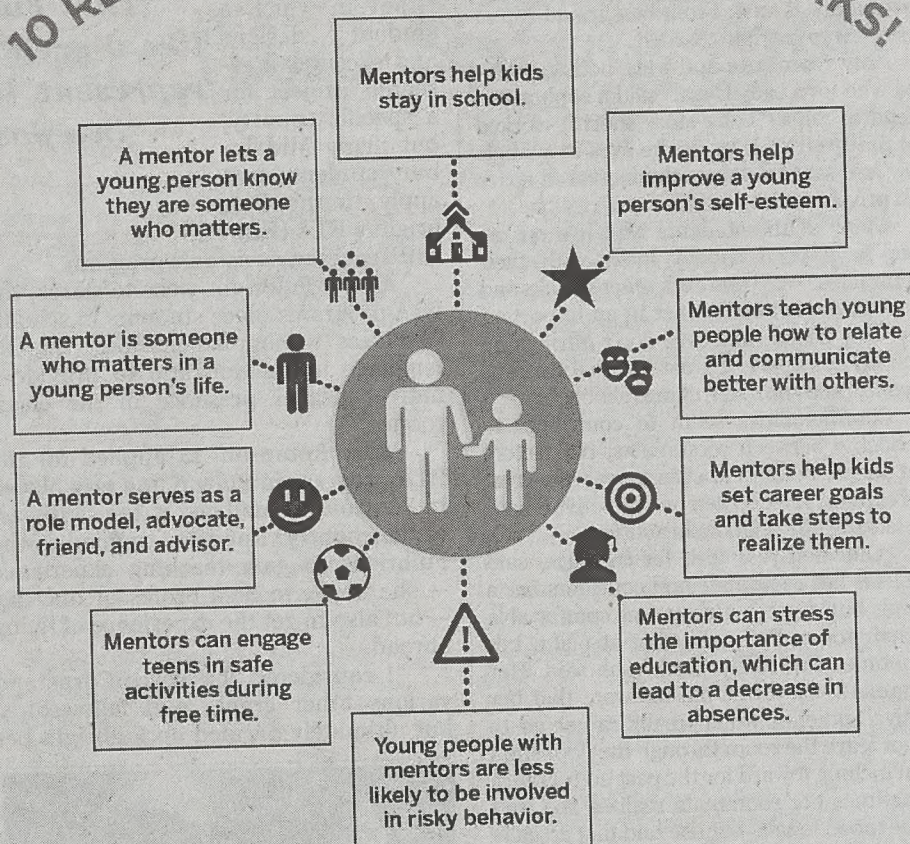 10
Mentors help kids
stay in school.
Mentors help
improve a young
person's self-esteem.
Mentors teach young
people how to relate
and communicate
better with others.
Mentors help kids
set career goals
and take steps to
realize them.
Mentors can stress
the importance of
education, which can
lead to a decrease in
absences.
Young people with
mentors are less
likely to be involved
in risky behavior.
Mentors can engage
teens in safe
activities during
free time.
A mentor serves as a
role model, advocate,
friend, and advisor.
A mentor is someone
who matters in a
young person's life.
A mentor lets a
young person know
they are someone
who matters.